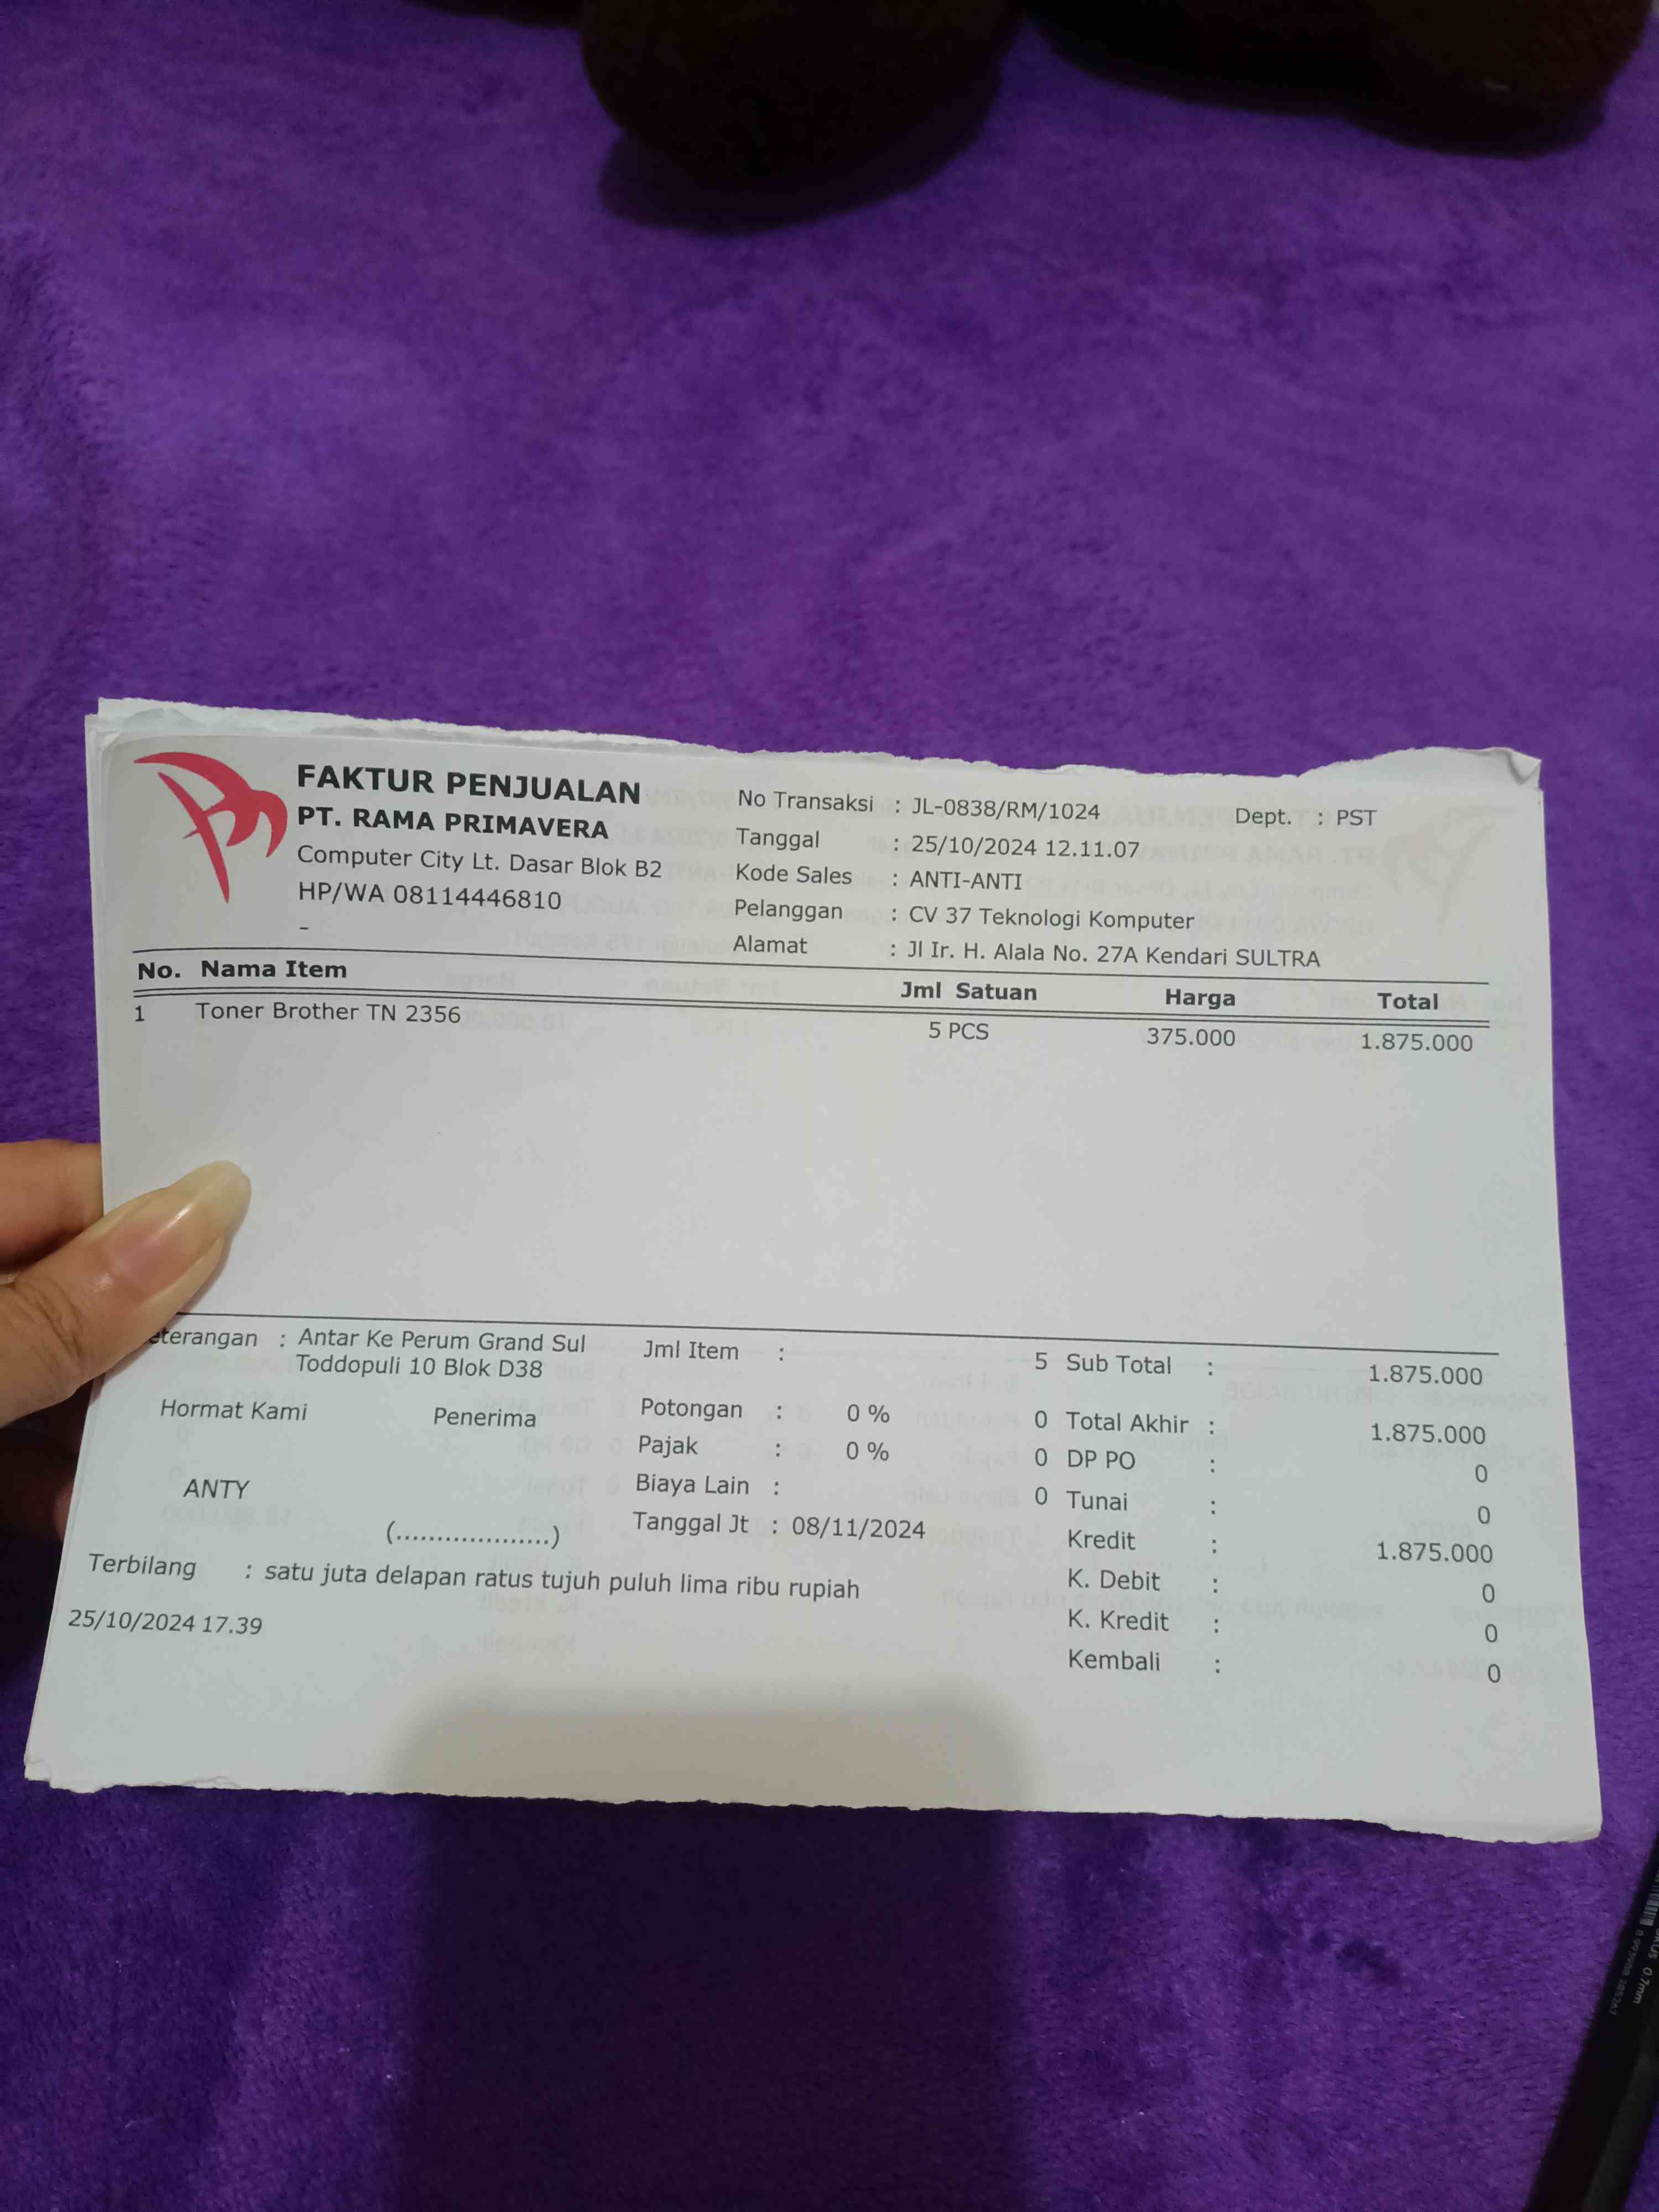 FAKTUR PENJUALAN
PT. RAMA PRIMAVERA
Computer City Lt. Dasar Blok B2
HP/WA 08114446810
-
No Transaksi : JL-0838/RM/1024 Dept. : PST
Tanggal : 25/10/2024 12.11.07
Kode Sales : ANTI-ANTI
Pelanggan : CV 37 Teknologi Komputer
Alamat : Jl Ir. H. Alala No. 27A Kendari SULTRA
No. Nama Item Jml Satuan Harga Total
1 Toner Brother TN 2356 5 PCS 375.000 1.875.000
eterangan : Antar Ke Perum Grand Sul
Toddopuli 10 Blok D38
Hormat Kami Penerima
ANTY
(...................)
Jml Item : 5
Potongan : 0 % 0
Pajak : 0 % 0
Biaya Lain : 0
Tanggal Jt : 08/11/2024
Sub Total : 1.875.000
Total Akhir : 1.875.000
DP PO : 0
Tunai : 0
Kredit : 1.875.000
K. Debit : 0
K. Kredit : 0
Kembali : 0
Terbilang : satu juta delapan ratus tujuh puluh lima ribu rupiah
25/10/2024 17.39
0.7mm